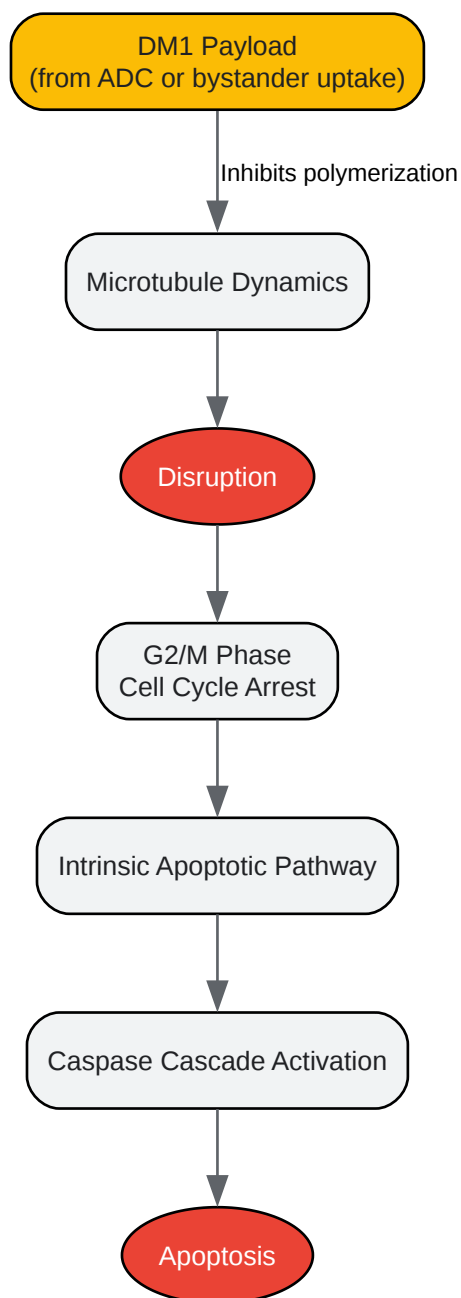 DM1 Payload
(from ADC or bystander uptake)
Inhibits polymerization
Microtubule Dynamics
Disruption
G2/M Phase
Cell Cycle Arrest
Intrinsic Apoptotic Pathway
Caspase Cascade Activation
Apoptosis